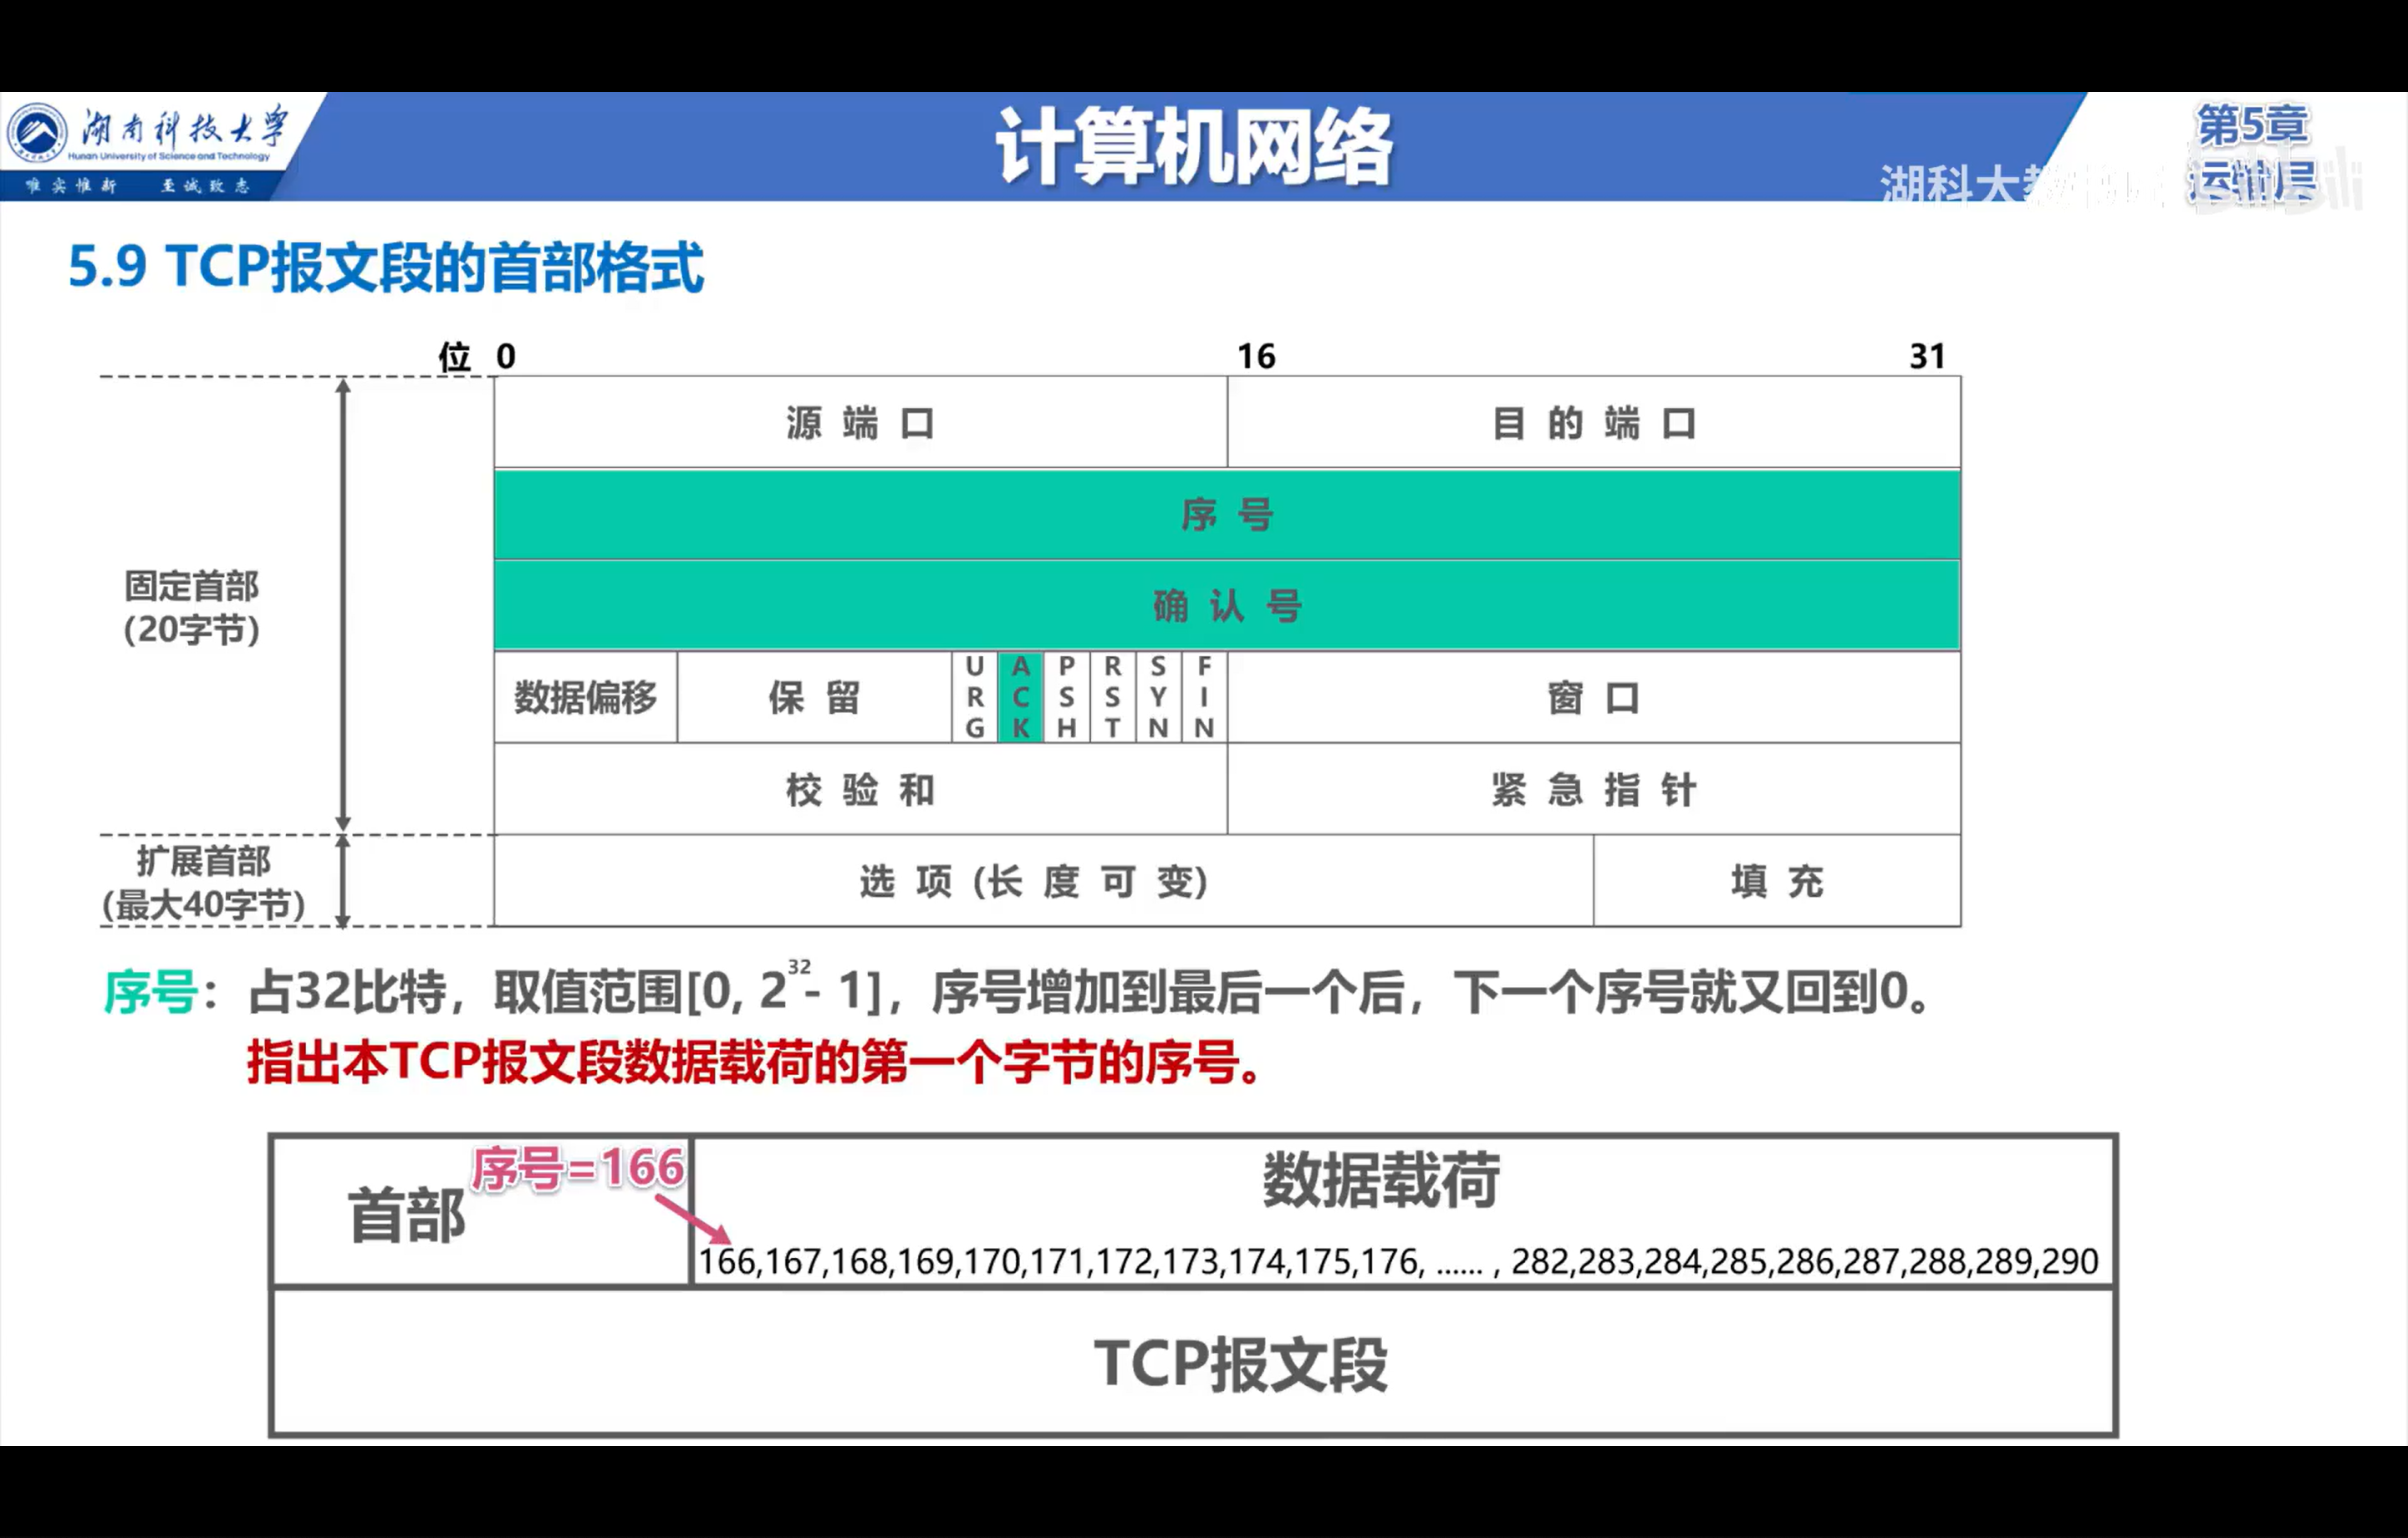 湖南科技大学
Hunan University of Science and Technology
唯实惟新 至诚致志
计算机网络
第5章
运输层
湖科大教
5.9 TCP报文段的首部格式
位 0 16 31
源端口 目的端口
序号
确认号
固定首部
(20字节)
数据偏移 保留 URG ACK PSH RST SYN FIN 窗口
校验和 紧急指针
扩展首部
(最大40字节)
选项(长度可变) 填充
序号：占32比特，取值范围[0, 2³² - 1]，序号增加到最后一个后，下一个序号就又回到0。
指出本TCP报文段数据载荷的第一个字节的序号。
序号=166
首部
数据载荷
166,167,168,169,170,171,172,173,174,175,176, ...... , 282,283,284,285,286,287,288,289,290
TCP报文段